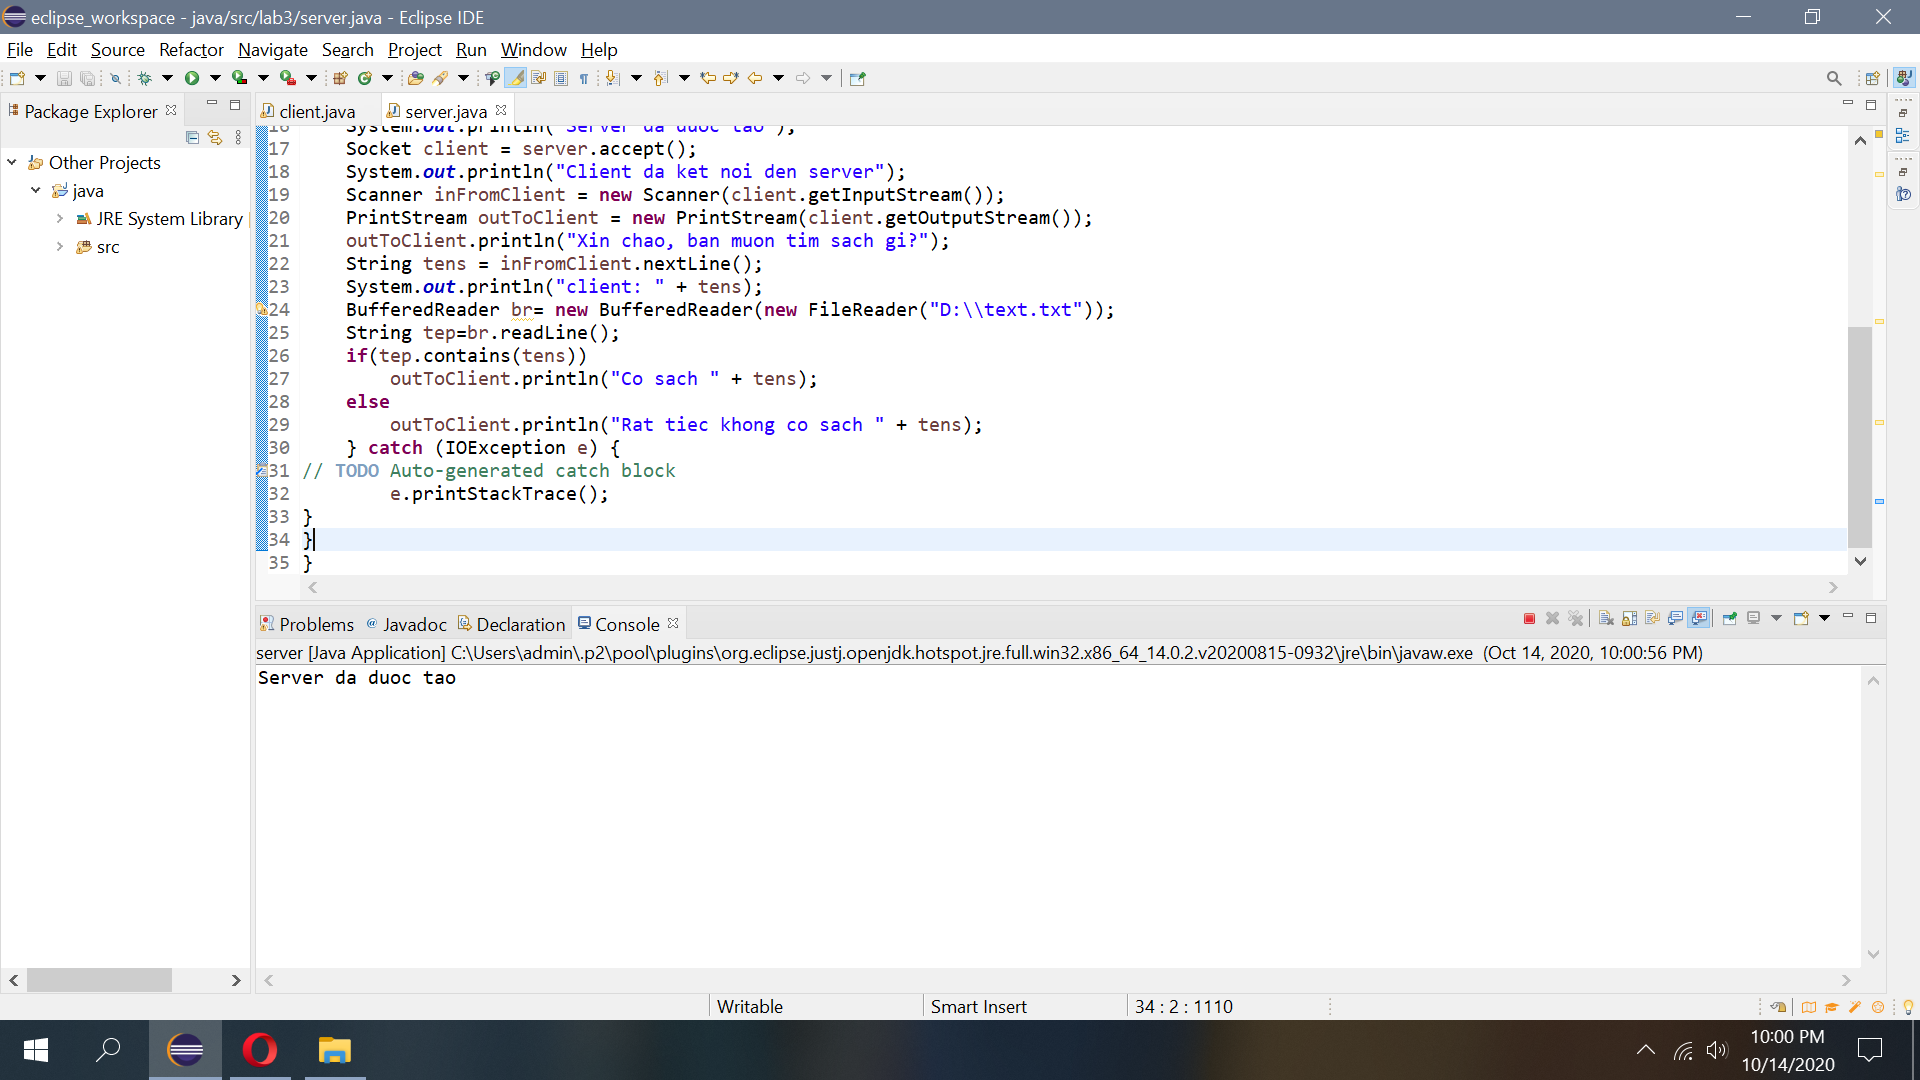 eclipse_workspace - java/src/lab3/server.java - Eclipse IDE
File Edit Source Refactor Navigate Search Project Run Window Help
Package Explorer
client.java server.java
Other Projects
java
JRE System Library
src
16 System.out.println("Server da duoc tao");
17 Socket client = server.accept();
18 System.out.println("Client da ket noi den server");
19 Scanner inFromClient = new Scanner(client.getInputStream());
20 PrintStream outToClient = new PrintStream(client.getOutputStream());
21 outToClient.println("Xin chao, ban muon tim sach gi?");
22 String tens = inFromClient.nextLine();
23 System.out.println("client: " + tens);
24 BufferedReader br= new BufferedReader(new FileReader("D:\\text.txt"));
25 String tep=br.readLine();
26 if(tep.contains(tens))
27 outToClient.println("Co sach " + tens);
28 else
29 outToClient.println("Rat tiec khong co sach " + tens);
30 } catch (IOException e) {
31 // TODO Auto-generated catch block
32 e.printStackTrace();
33 }
34 }
35 }
Problems Javadoc Declaration Console
server [Java Application] C:\Users\admin\.p2\pool\plugins\org.eclipse.justj.openjdk.hotspot.jre.full.win32.x86_64_14.0.2.v20200815-0932\jre\bin\javaw.exe (Oct 14, 2020, 10:00:56 PM)
Server da duoc tao
Writable Smart Insert 34 : 2 : 1110
10:00 PM
10/14/2020